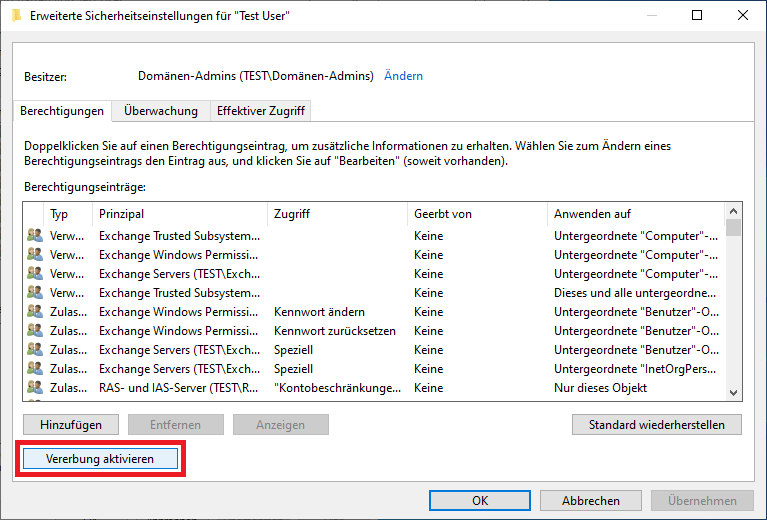 Erweiterte Sicherheitseinstellungen für "Test User"
Besitzer: Domänen-Admins (TEST\Domänen-Admins) Ändern
Berechtigungen Überwachung Effektiver Zugriff
Doppelklicken Sie auf einen Berechtigungseintrag, um zusätzliche Informationen zu erhalten. Wählen Sie zum Ändern eines
Berechtigungseintrags den Eintrag aus, und klicken Sie auf "Bearbeiten" (soweit vorhanden).
Berechtigungseinträge:
Typ Prinzipal Zugriff Geerbt von Anwenden auf
Verw... Exchange Trusted Subsystem... Keine Untergeordnete "Computer"-...
Verw... Exchange Windows Permissi... Keine Untergeordnete "Computer"-...
Verw... Exchange Servers (TEST\Exch... Keine Untergeordnete "Computer"-...
Verw... Exchange Trusted Subsystem... Keine Dieses und alle untergeordne...
Zulas... Exchange Windows Permissi... Kennwort ändern Keine Untergeordnete "Benutzer"-O...
Zulas... Exchange Windows Permissi... Kennwort zurücksetzen Keine Untergeordnete "Benutzer"-O...
Zulas... Exchange Servers (TEST\Exch... Speziell Keine Untergeordnete "Benutzer"-O...
Zulas... Exchange Servers (TEST\Exch... Speziell Keine Untergeordnete "InetOrgPers...
Zulas... RAS- und IAS-Server (TEST\R... "Kontobeschränkunge... Keine Nur dieses Objekt
Hinzufügen Entfernen Anzeigen Standard wiederherstellen
Vererbung aktivieren
OK Abbrechen Übernehmen